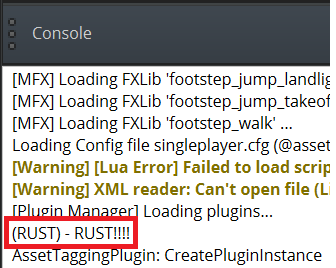 Console
[MFX] Loading FXLib 'footstep_jump_landlig
[MFX] Loading FXLib 'footstep_jump_takeof
[MFX] Loading FXLib 'footstep_walk' ...
Loading Config file singleplayer.cfg (@asset
[Warning] [Lua Error] Failed to load scrip
[Warning] XML reader: Can't open file (Li
[Plugin Manager] Loading plugins...
(RUST) - RUST!!!!
AssetTaggingPlugin: CreatePluginInstance